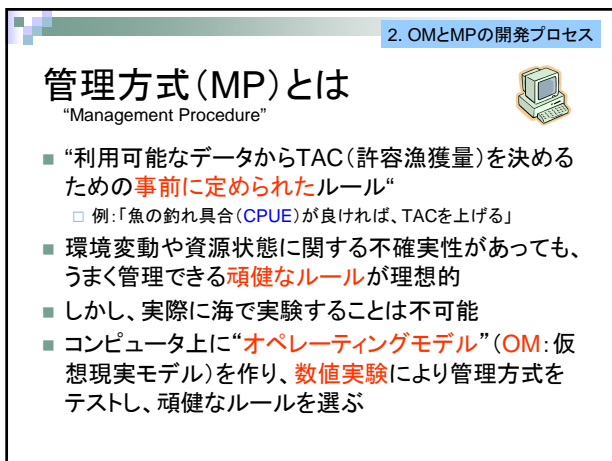 2. OMとMPの開発プロセス
管理方式(MP)とは
“Management Procedure”
“利用可能なデータからTAC(許容漁獲量)を決める
ための事前に定められたルール“
例:「魚の釣れ具合(CPUE)が良ければ、TACを上げる」
環境変動や資源状態に関する不確実性があっても、
うまく管理できる頑健なルールが理想的
しかし、実際に海で実験することは不可能
コンピュータ上に“オペレーティングモデル”(OM:仮
想現実モデル)を作り、数値実験により管理方式を
テストし、頑健なルールを選ぶ